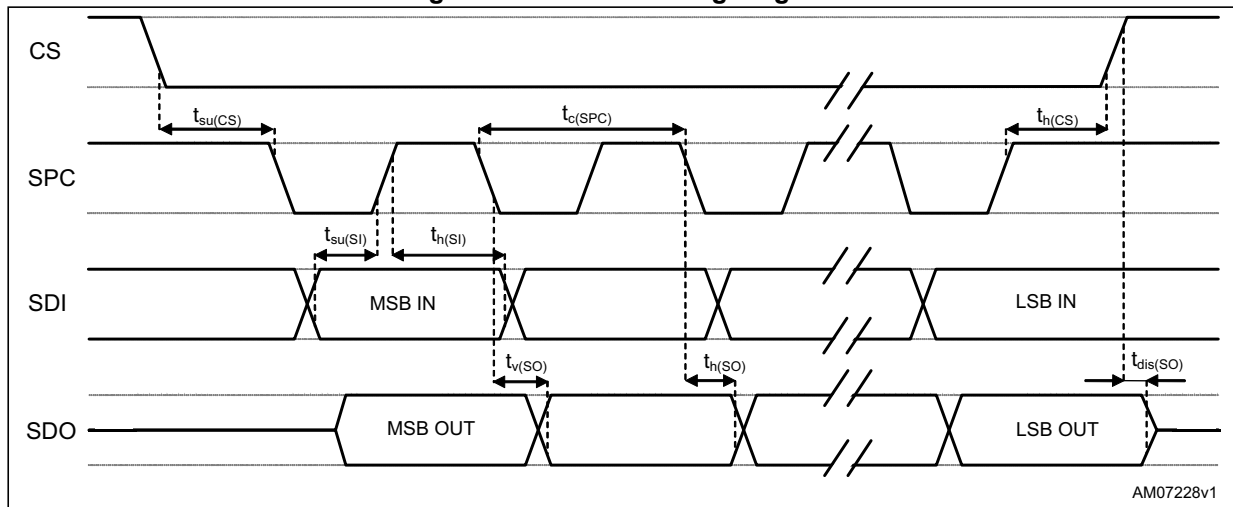 CS
t_su(CS)
t_c(SPC)
t_h(CS)
SPC
t_su(SI)
t_h(SI)
SDI
MSB IN
LSB IN
t_v(SO)
t_h(SO)
t_dis(SO)
SDO
MSB OUT
LSB OUT
AM07228v1